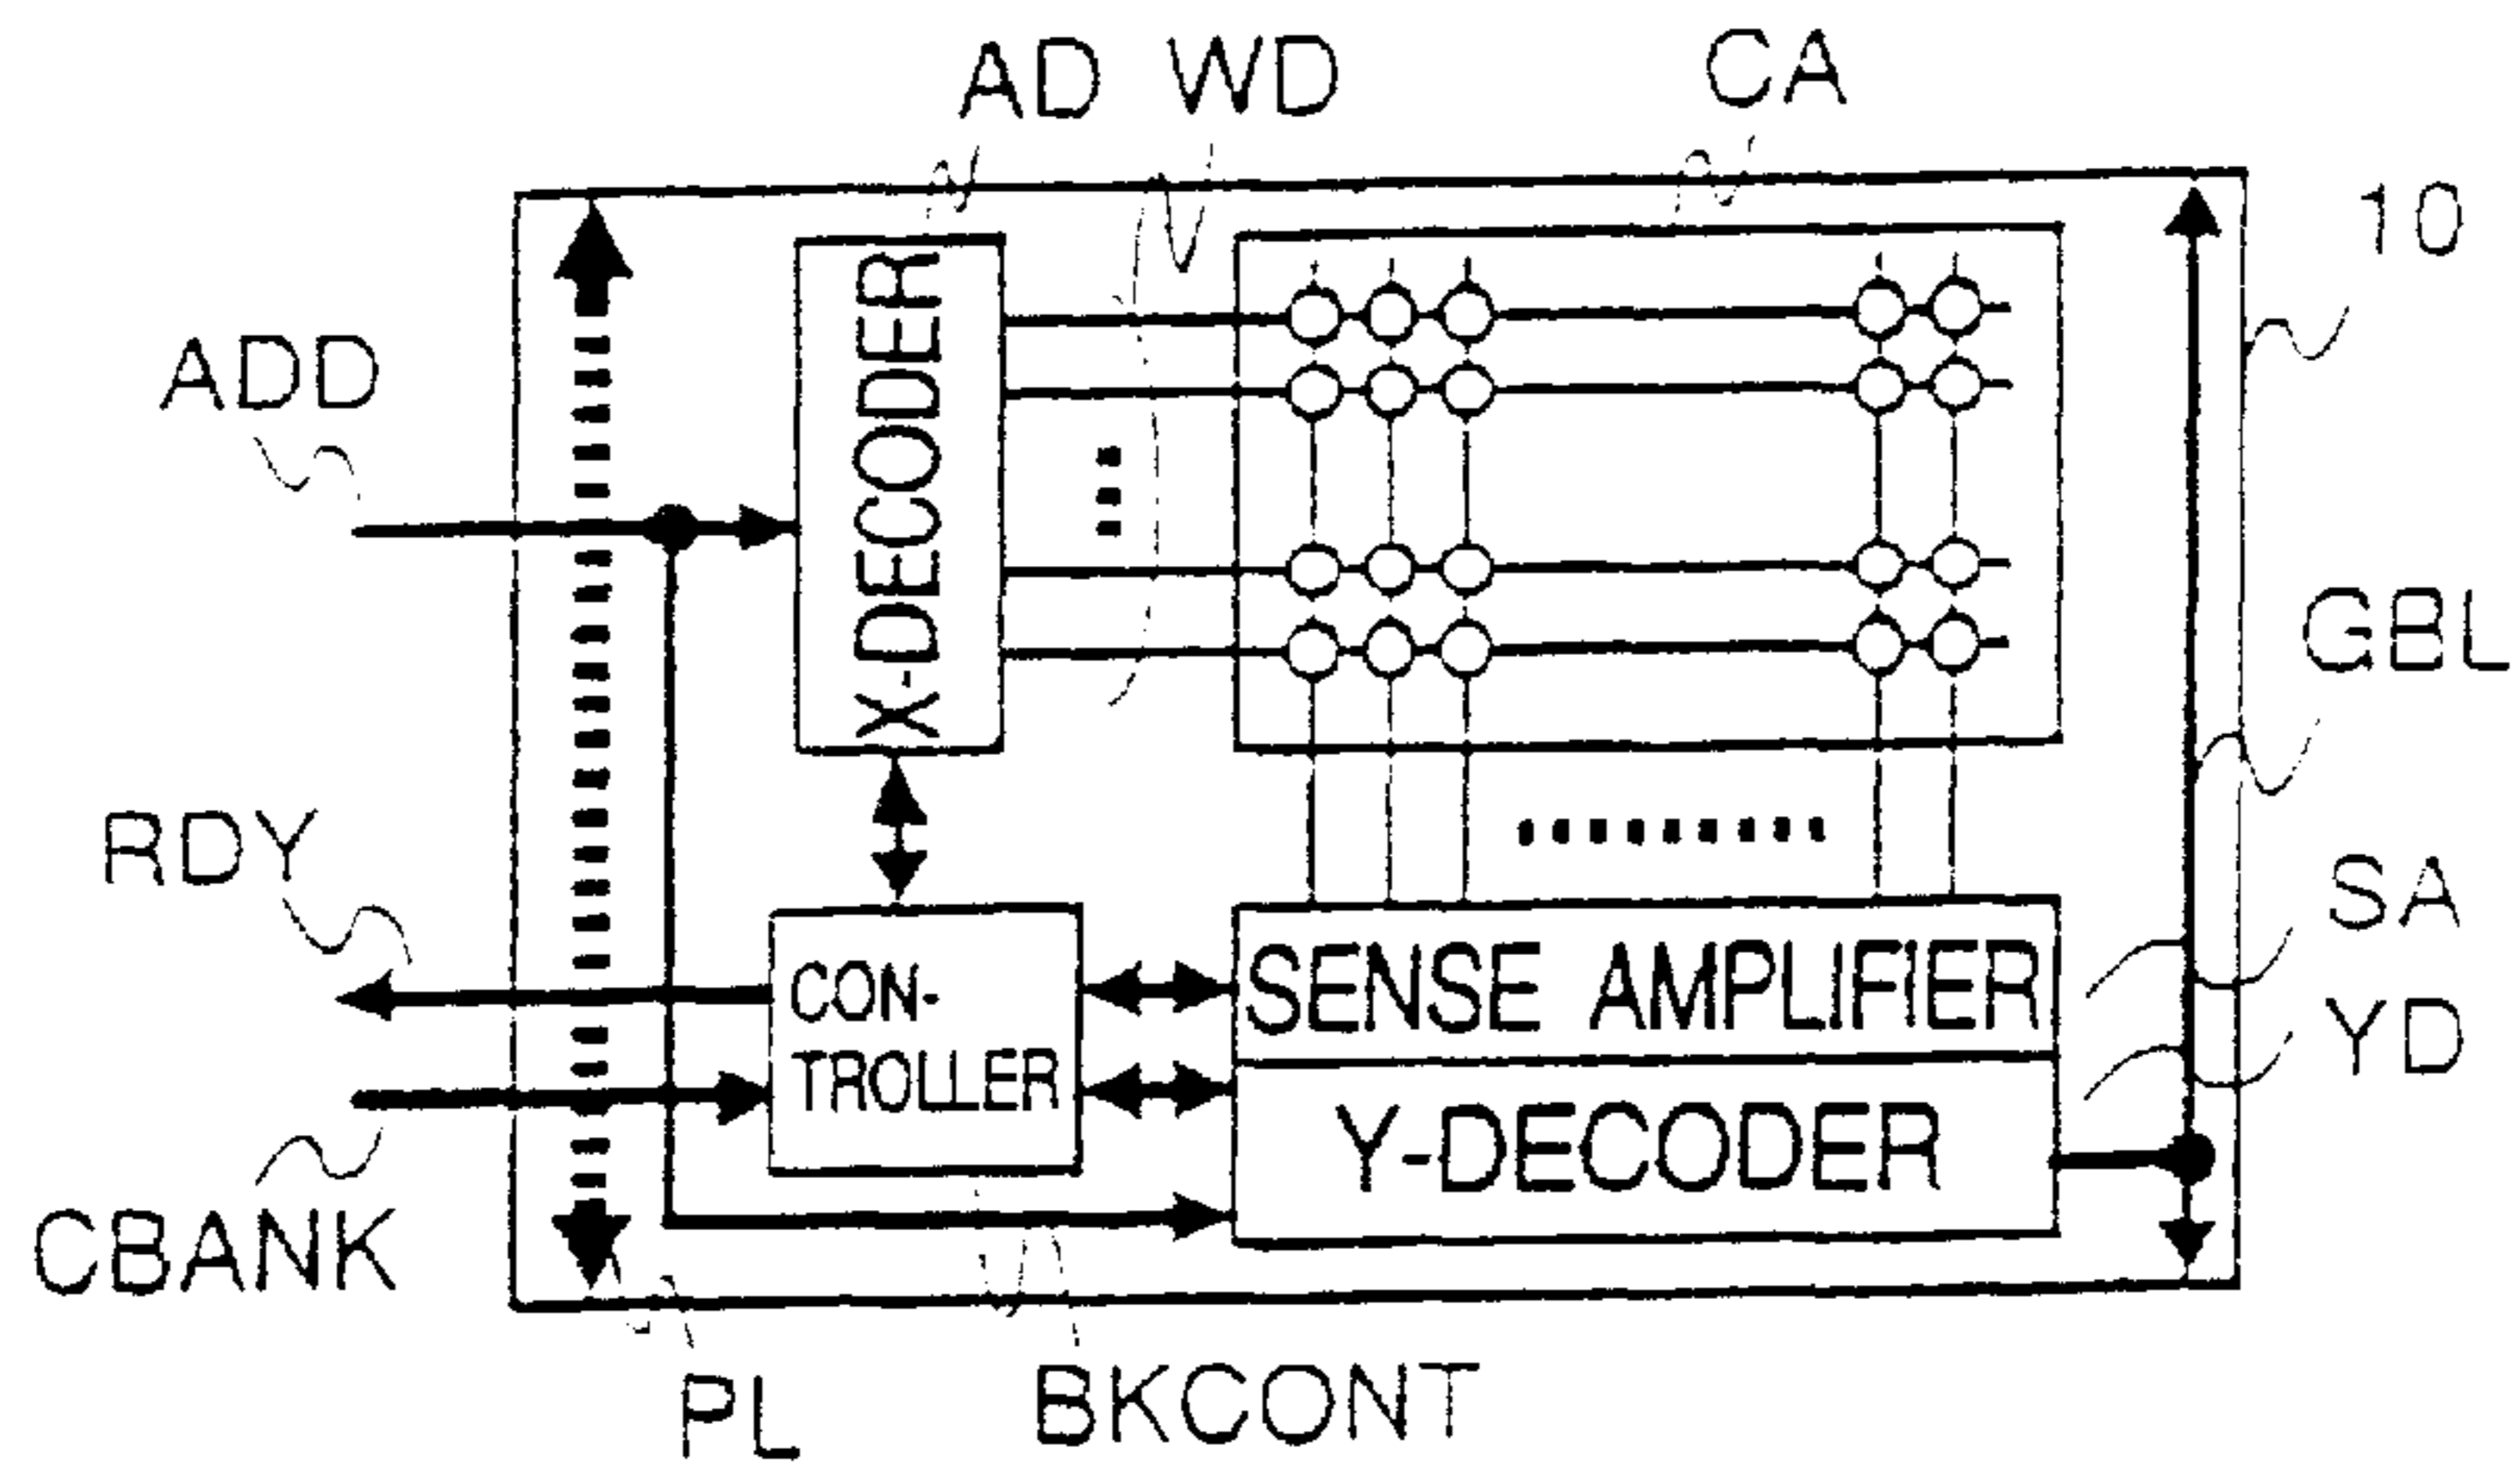 AD WD CA
10
ADD
X-DECODER
GBL
RDY
SA
CON-
TROLLER
SENSE AMPLIFIER
YD
Y-DECODER
CBANK
PL
BKCONT